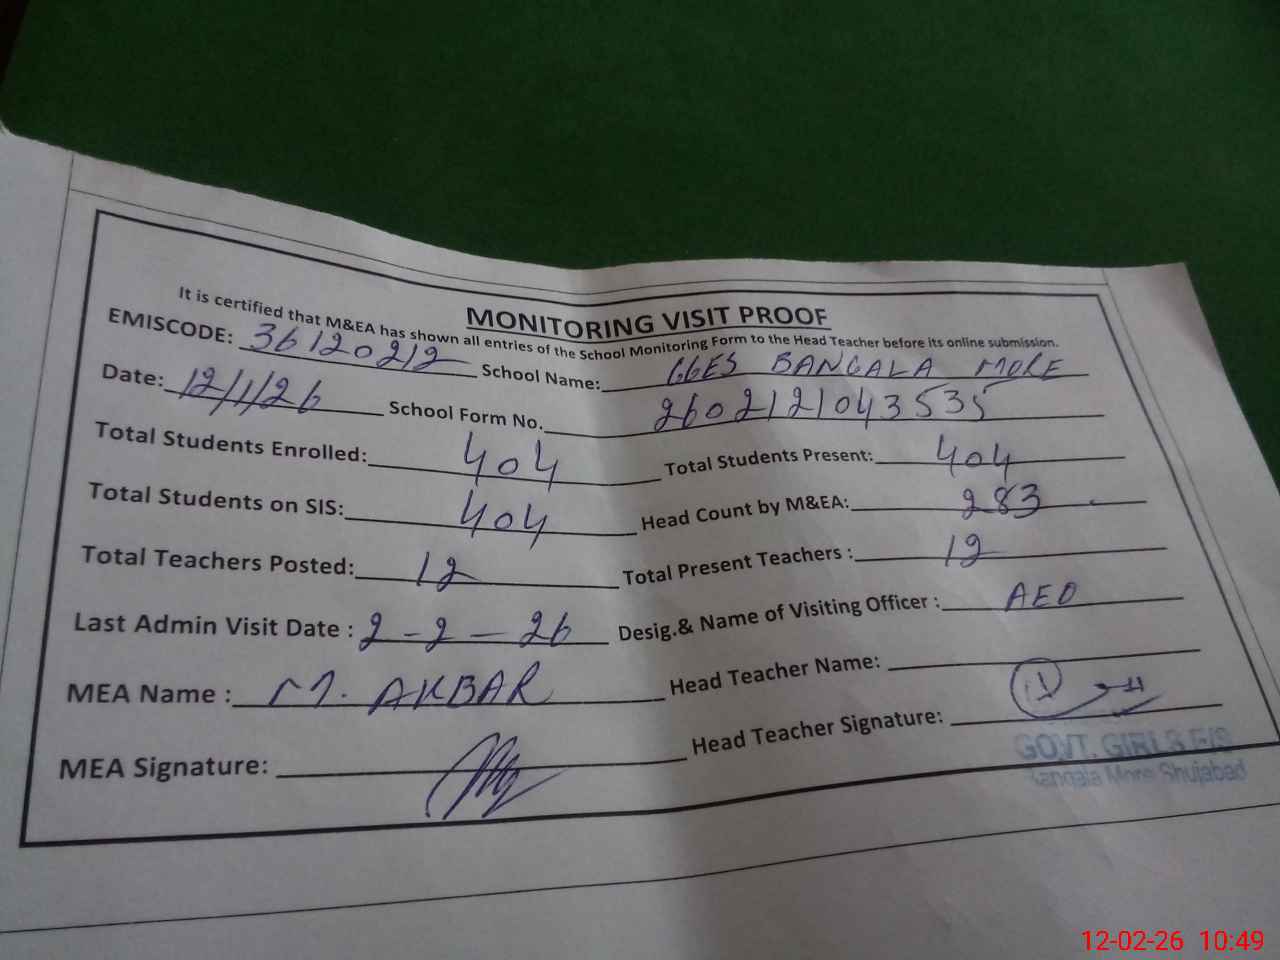 MONITORING VISIT PROOF
It is certified that M&EA has shown all entries of the School Monitoring Form to the Head Teacher before its online submission.
EMISCODE: 36120212 School Name: GGES BANGALA MORE
Date: 12/1/26 School Form No. 2602121043535
Total Students Enrolled: 404 Total Students Present: 404
Total Students on SIS: 404 Head Count by M&EA: 283
Total Teachers Posted: 12 Total Present Teachers : 12
Last Admin Visit Date : 2-2-26 Desig.& Name of Visiting Officer : AEO
MEA Name : M. AKBAR Head Teacher Name:
MEA Signature: Head Teacher Signature:
GOVT. GIRLS E/S
Bangala More Shujabad
12-02-26 10:49